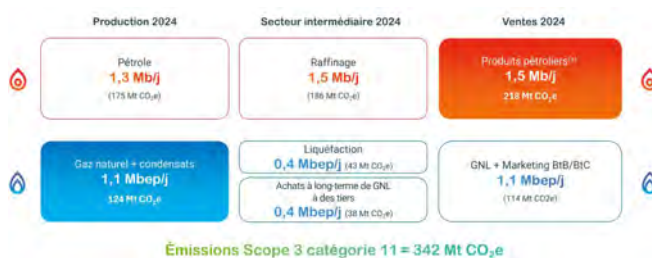 Production 2024
Secteur intermédiaire 2024
Ventes 2024
Pétrole
1,3 Mb/j
(175 Mt CO₂e)
Raffinage
1,5 Mb/j
(186 Mt CO₂e)
Produits pétroliers⁽¹⁾
1,5 Mb/j
218 Mt CO₂e
Gaz naturel + condensats
1,1 Mbep/j
124 Mt CO₂e
Liquéfaction
0,4 Mbep/j (43 Mt CO₂e)
Achats à long-terme de GNL
à des tiers
0,4 Mbep/j (38 Mt CO₂e)
GNL + Marketing BtB/BtC
1,1 Mbep/j
(114 Mt CO2e)
Émissions Scope 3 catégorie 11 = 342 Mt CO₂e